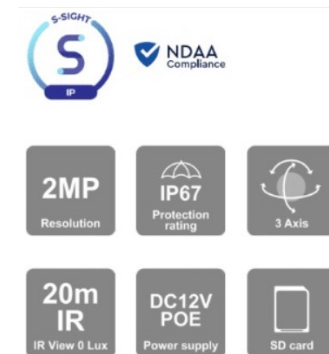 S-SIGHT
S
IP
NDAA
Compliance
2MP
Resolution
IP67
Protection
rating
3 Axis
20m
IR
IR View 0 Lux
DC12V
POE
Power supply
SD card